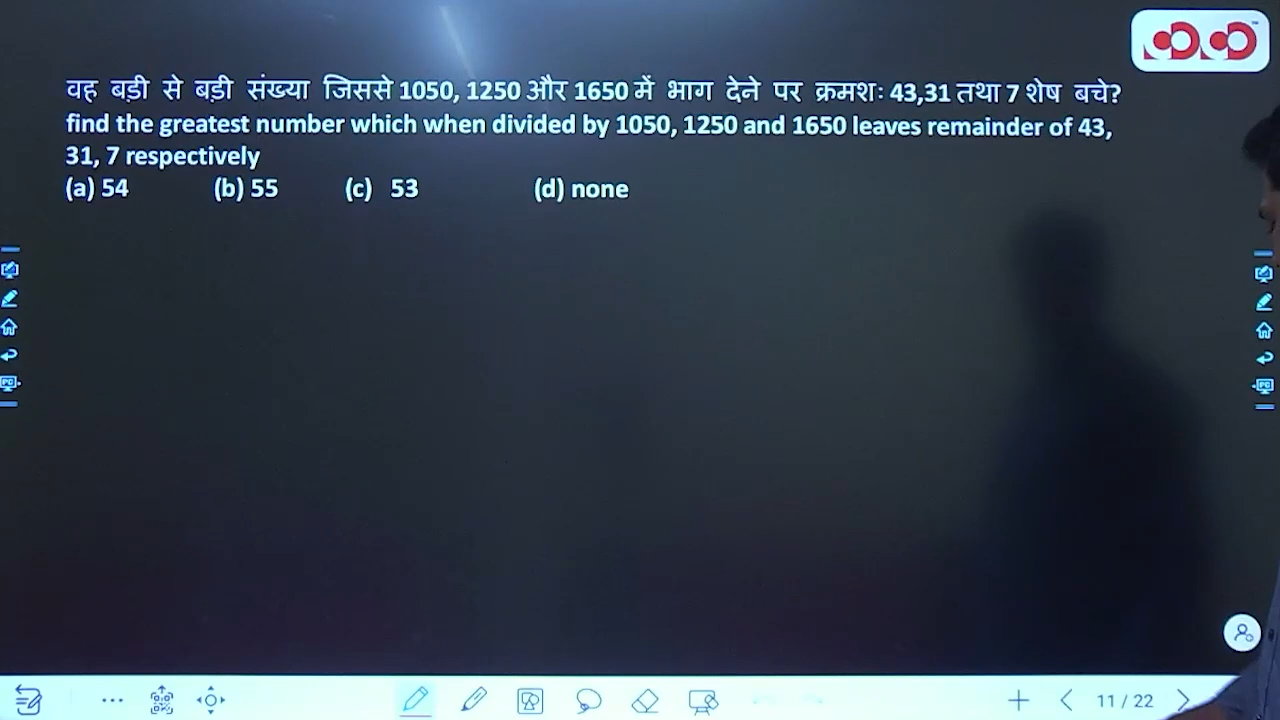 वह बड़ी से बड़ी संख्या जिससे 1050, 1250 और 1650 में भाग देने पर क्रमशः 43,31 तथा 7 शेष बचे?
find the greatest number which when divided by 1050, 1250 and 1650 leaves remainder of 43,
31, 7 respectively
(a) 54 (b) 55 (c) 53 (d) none
11 / 22